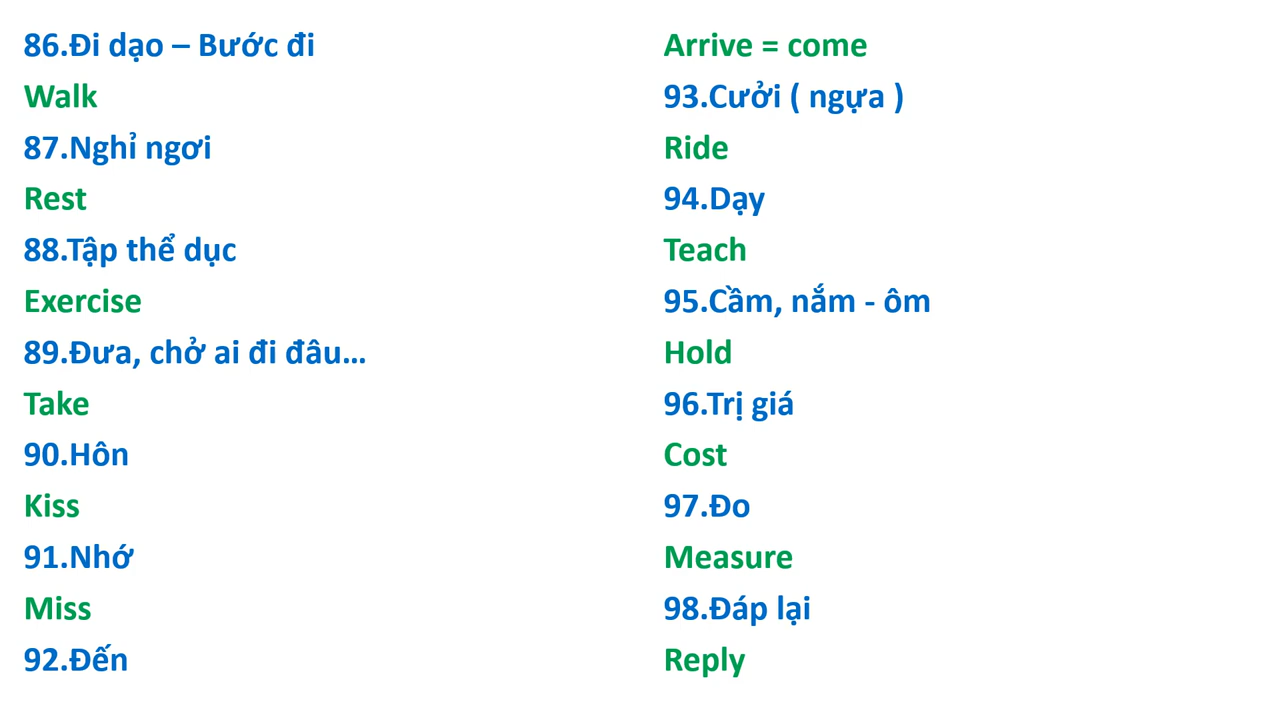 86.Đi dạo – Bước đi
Walk
87.Nghỉ ngơi
Rest
88.Tập thể dục
Exercise
89.Đưa, chở ai đi đâu...
Take
90.Hôn
Kiss
91.Nhớ
Miss
92.Đến
Arrive = come
93.Cưởi ( ngựa )
Ride
94.Dạy
Teach
95.Cầm, nắm - ôm
Hold
96.Trị giá
Cost
97.Đo
Measure
98.Đáp lại
Reply